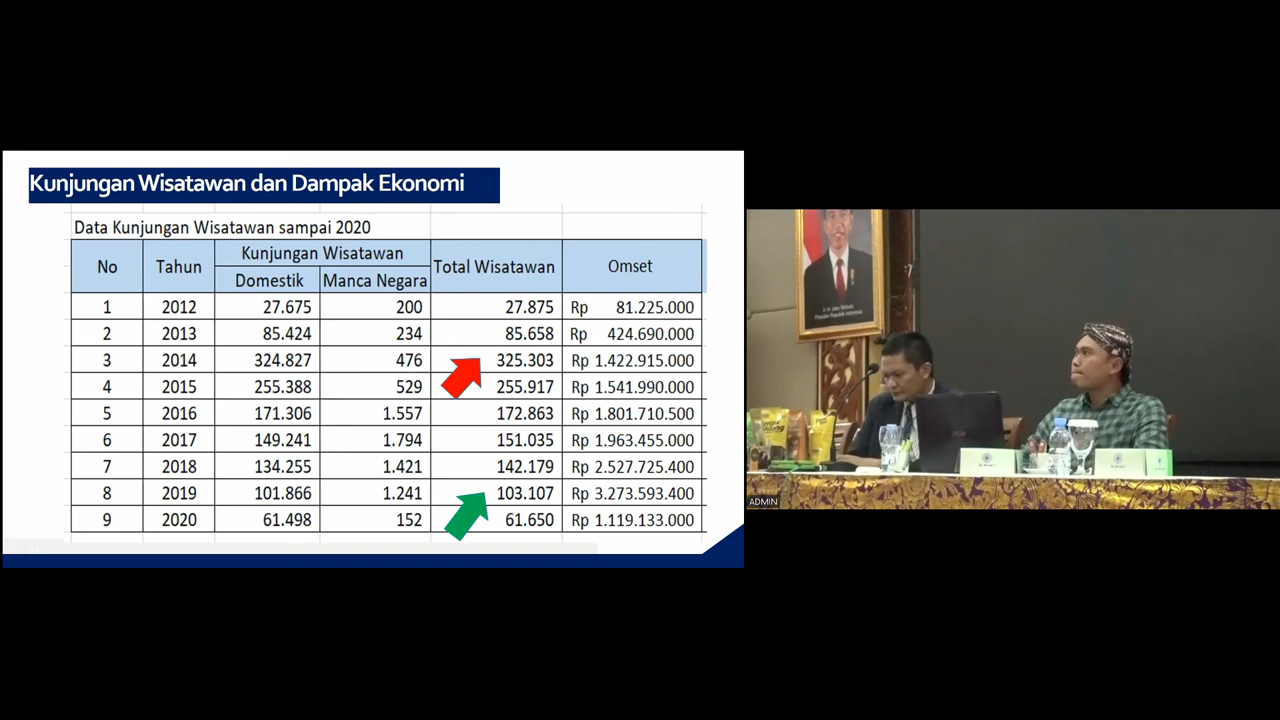 Kunjungan Wisatawan dan Dampak Ekonomi
Data Kunjungan Wisatawan sampai 2020
No Tahun Kunjungan Wisatawan Total Wisatawan Omset
Domestik Manca Negara
1 2012 27.675 200 27.875 Rp 81.225.000
2 2013 85.424 234 85.658 Rp 424.690.000
3 2014 324.827 476 325.303 Rp 1.422.915.000
4 2015 255.388 529 255.917 Rp 1.541.990.000
5 2016 171.306 1.557 172.863 Rp 1.801.710.500
6 2017 149.241 1.794 151.035 Rp 1.963.455.000
7 2018 134.255 1.421 142.179 Rp 2.527.725.400
8 2019 101.866 1.241 103.107 Rp 3.273.593.400
9 2020 61.498 152 61.650 Rp 1.119.133.000
Presiden Republik Indonesia
ADMIN